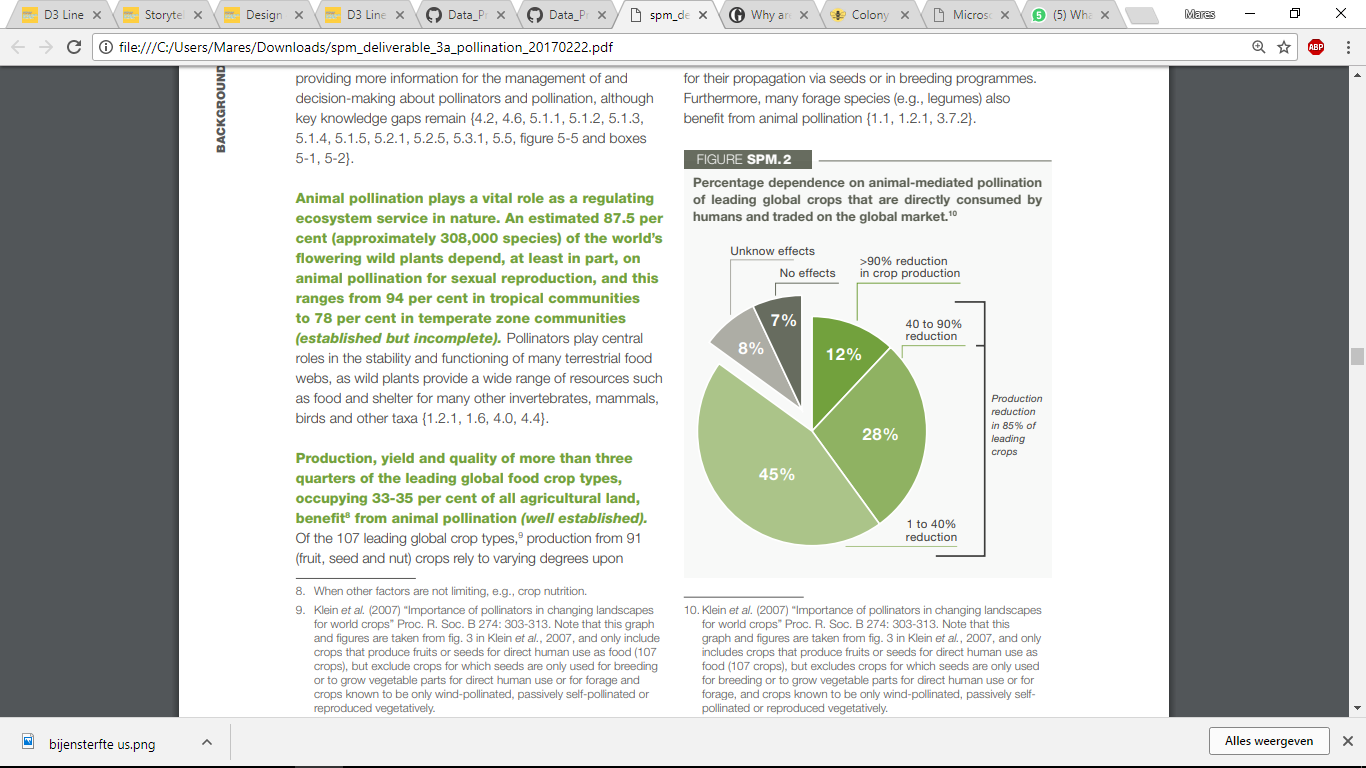 D3 Line
Storytel
Design
D3 Line
Data_Pr
Data_Pr
spm_de
Why are
Colony
Microsc
(5) Wha
Mares
file:///C:/Users/Mares/Downloads/spm_deliverable_3a_pollination_20170222.pdf
ABP
BACKGROUND
providing more information for the management of and
decision-making about pollinators and pollination, although
key knowledge gaps remain {4.2, 4.6, 5.1.1, 5.1.2, 5.1.3,
5.1.4, 5.1.5, 5.2.1, 5.2.5, 5.3.1, 5.5, figure 5-5 and boxes
5-1, 5-2}.
Animal pollination plays a vital role as a regulating
ecosystem service in nature. An estimated 87.5 per
cent (approximately 308,000 species) of the world’s
flowering wild plants depend, at least in part, on
animal pollination for sexual reproduction, and this
ranges from 94 per cent in tropical communities
to 78 per cent in temperate zone communities
(established but incomplete). Pollinators play central
roles in the stability and functioning of many terrestrial food
webs, as wild plants provide a wide range of resources such
as food and shelter for many other invertebrates, mammals,
birds and other taxa {1.2.1, 1.6, 4.0, 4.4}.
Production, yield and quality of more than three
quarters of the leading global food crop types,
occupying 33-35 per cent of all agricultural land,
benefit8 from animal pollination (well established).
Of the 107 leading global crop types,9 production from 91
(fruit, seed and nut) crops rely to varying degrees upon
8. When other factors are not limiting, e.g., crop nutrition.
9. Klein et al. (2007) “Importance of pollinators in changing landscapes
for world crops” Proc. R. Soc. B 274: 303-313. Note that this graph
and figures are taken from fig. 3 in Klein et al., 2007, and only include
crops that produce fruits or seeds for direct human use as food (107
crops), but exclude crops for which seeds are only used for breeding
or to grow vegetable parts for direct human use or for forage and
crops known to be only wind-pollinated, passively self-pollinated or
reproduced vegetatively.
for their propagation via seeds or in breeding programmes.
Furthermore, many forage species (e.g., legumes) also
benefit from animal pollination {1.1, 1.2.1, 3.7.2}.
FIGURE SPM.2
Percentage dependence on animal-mediated pollination
of leading global crops that are directly consumed by
humans and traded on the global market.10
Unknow effects
No effects
>90% reduction
in crop production
40 to 90%
reduction
7%
8%
12%
28%
45%
Production
reduction
in 85% of
leading
crops
1 to 40%
reduction
10. Klein et al. (2007) “Importance of pollinators in changing landscapes
for world crops” Proc. R. Soc. B 274: 303-313. Note that this
graph and figures are taken from fig. 3 in Klein et al., 2007, and only
includes crops that produce fruits or seeds for direct human use as
food (107 crops), but excludes crops for which seeds are only used
for breeding or to grow vegetable parts for direct human use or for
forage, and crops known to be only wind-pollinated, passively self-
pollinated or reproduced vegetatively.
bijensterfte us.png
Alles weergeven